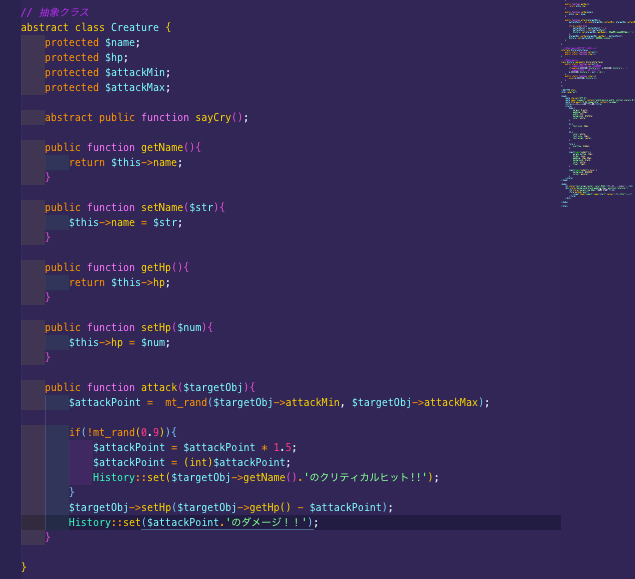 // 抽象クラス
abstract class Creature {
protected $name;
protected $hp;
protected $attackMin;
protected $attackMax;
abstract public function sayCry();
public function getName(){
return $this->name;
}
public function setName($str){
$this->name = $str;
}
public function getHp(){
return $this->hp;
}
public function setHp($num){
$this->hp = $num;
}
public function attack($targetObj){
$attackPoint =  mt_rand($targetObj->attackMin, $targetObj->attackMax);
if(!mt_rand(0.9)){
$attackPoint = $attackPoint * 1.5;
$attackPoint = (int)$attackPoint;
History::set($targetObj->getName().'のクリティカルヒット!!');
}
$targetObj->setHp($targetObj->getHp() - $attackPoint);
History::set($attackPoint.'のダメージ！！');
}
}